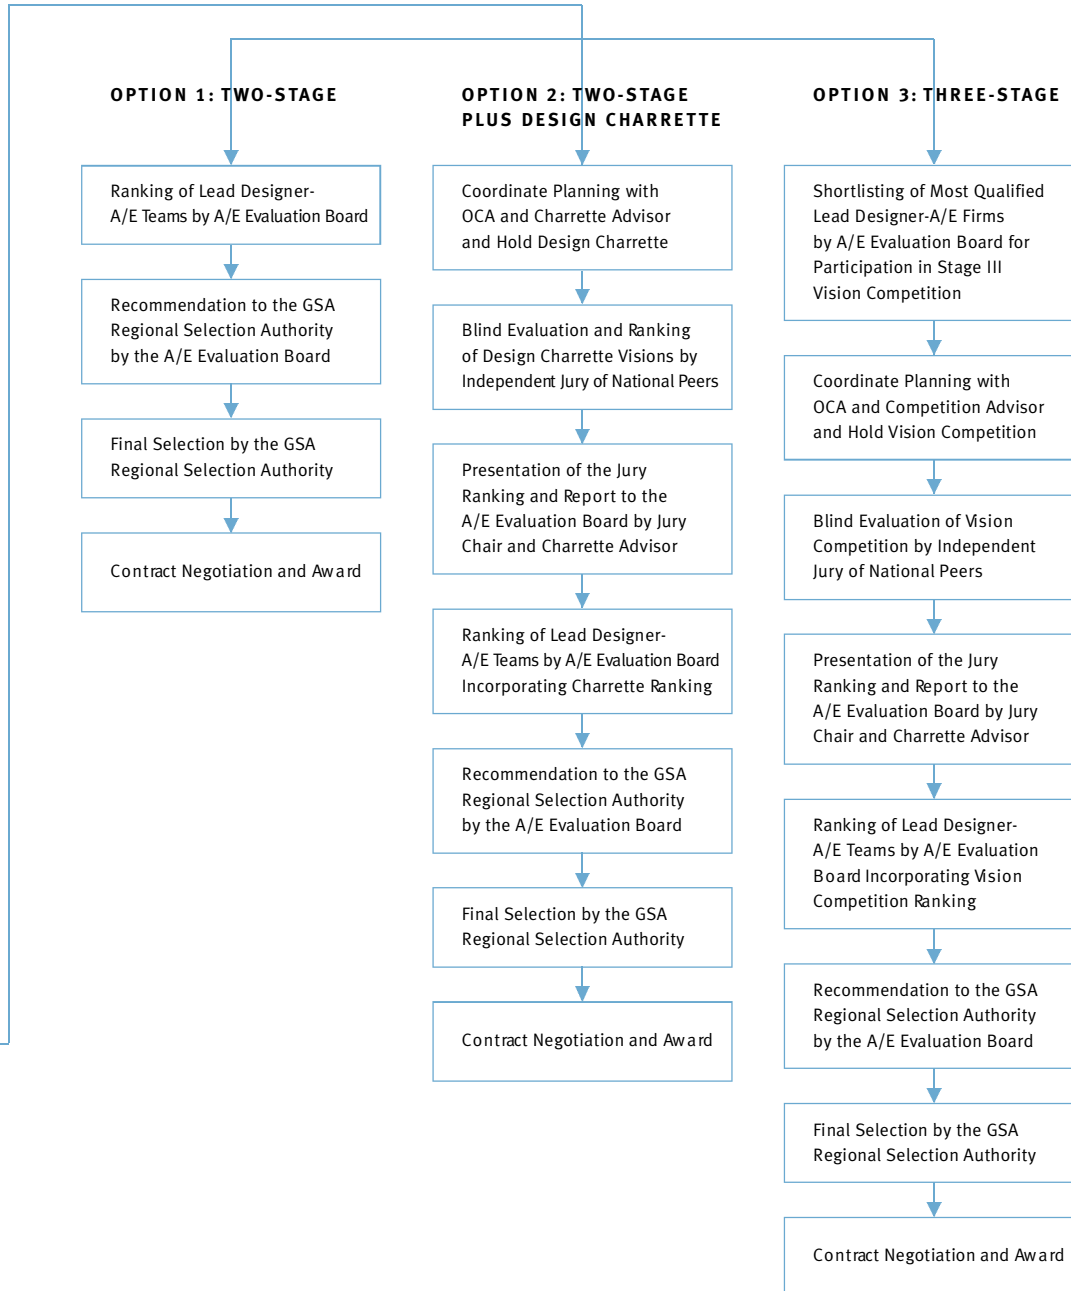 OPTION 1: TWO-STAGE
Ranking of Lead Designer-
A/E Teams by A/E Evaluation Board
Recommendation to the GSA
Regional Selection Authority
by the A/E Evaluation Board
Final Selection by the GSA
Regional Selection Authority
Contract Negotiation and Award
OPTION 2: TWO-STAGE
PLUS DESIGN CHARRETTE
Coordinate Planning with
OCA and Charrette Advisor
and Hold Design Charrette
Blind Evaluation and Ranking
of Design Charrette Visions by
Independent Jury of National Peers
Presentation of the Jury
Ranking and Report to the
A/E Evaluation Board by Jury
Chair and Charrette Advisor
Ranking of Lead Designer-
A/E Teams by A/E Evaluation Board
Incorporating Charrette Ranking
Recommendation to the GSA
Regional Selection Authority
by the A/E Evaluation Board
Final Selection by the GSA
Regional Selection Authority
Contract Negotiation and Award
OPTION 3: THREE-STAGE
Shortlisting of Most Qualified
Lead Designer-A/E Firms
by A/E Evaluation Board for
Participation in Stage III
Vision Competition
Coordinate Planning with
OCA and Competition Advisor
and Hold Vision Competition
Blind Evaluation of Vision
Competition by Independent
Jury of National Peers
Presentation of the Jury
Ranking and Report to the
A/E Evaluation Board by Jury
Chair and Charrette Advisor
Ranking of Lead Designer-
A/E Teams by A/E Evaluation
Board Incorporating Vision
Competition Ranking
Recommendation to the GSA
Regional Selection Authority
by the A/E Evaluation Board
Final Selection by the GSA
Regional Selection Authority
Contract Negotiation and Award